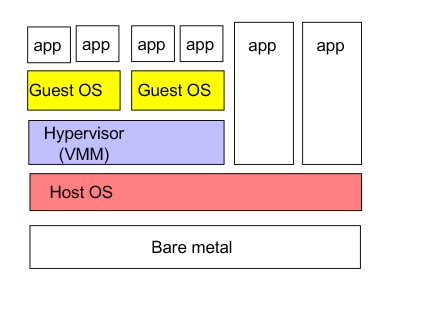 app app app app app app
Guest OS Guest OS
Hypervisor
(VMM)
Host OS
Bare metal